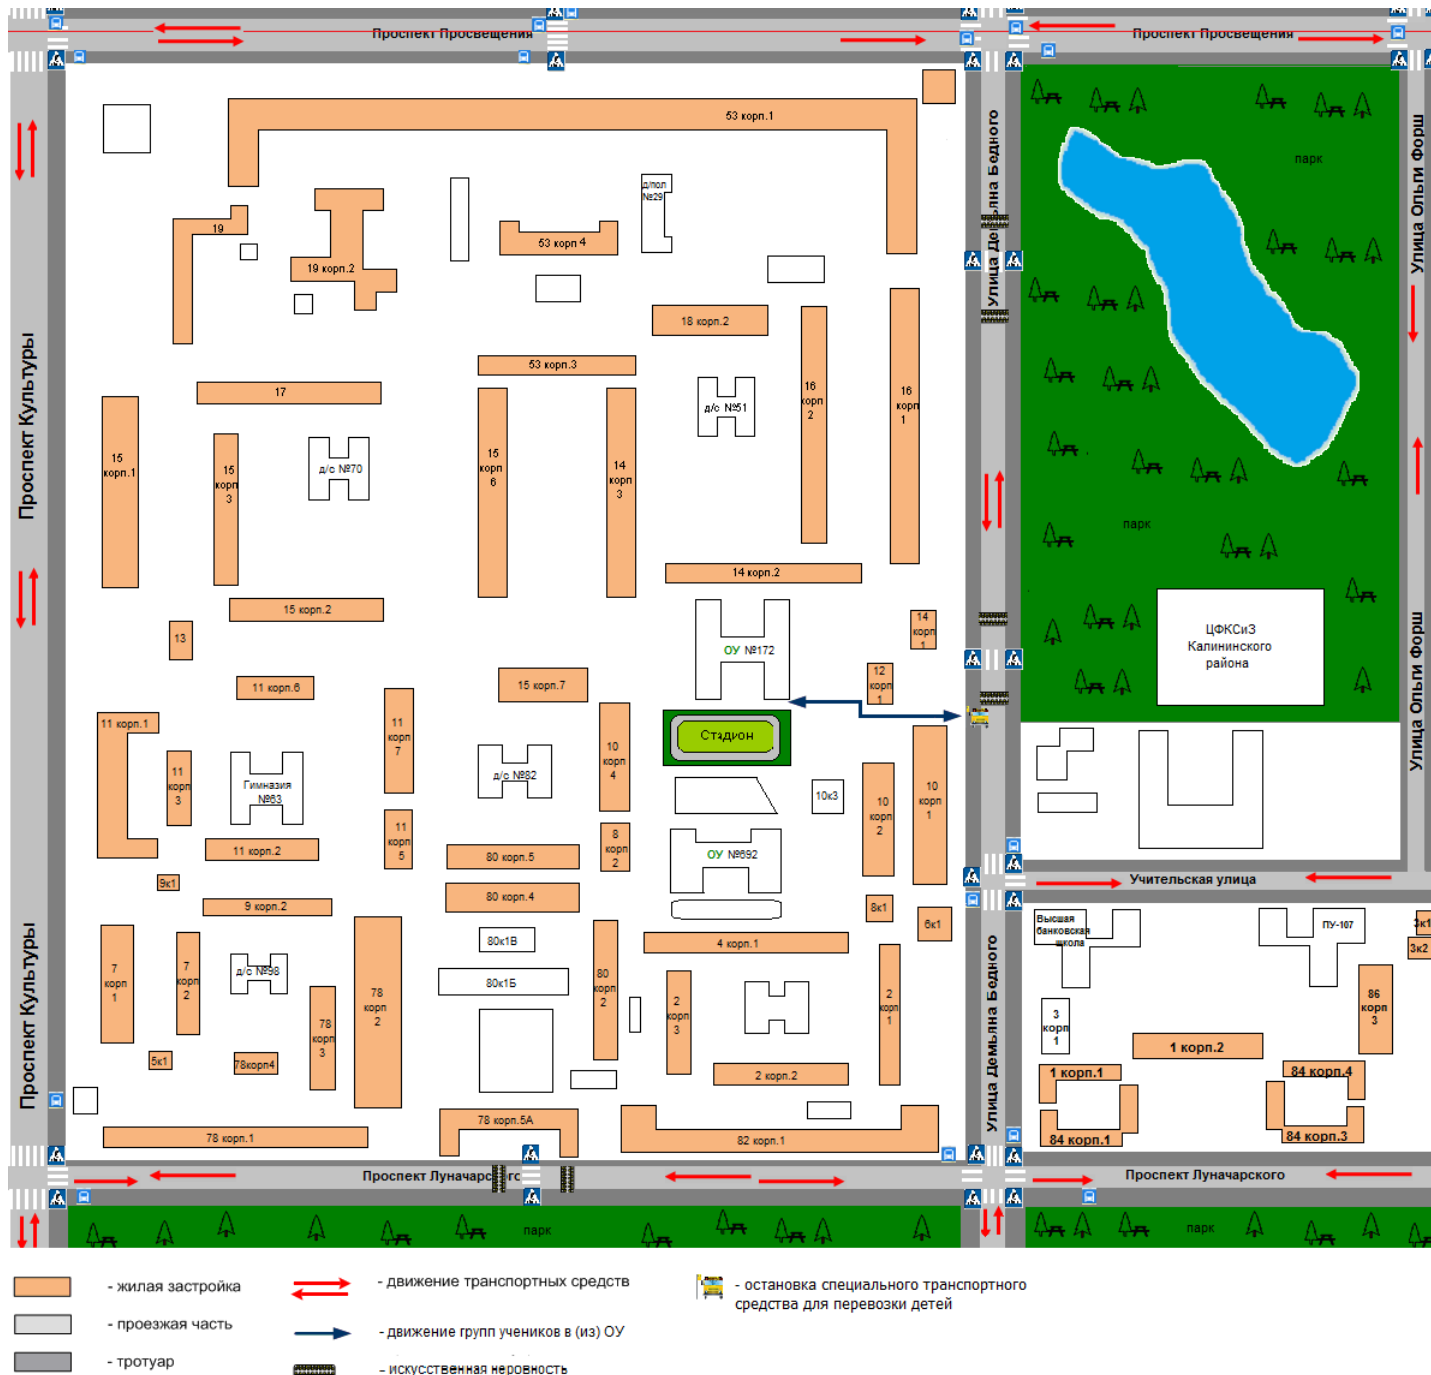 Проспект Просвещения
Проспект Просвещения
53 корп.1
парк
д/пол
№29
19
53 корп 4
19 корп.2
18 корп.2
53 корп.3
17
16
корп
2
16
корп
1
д/с №51
15
корп.1
15
корп
3
д/с №70
15
корп
6
14
корп
3
парк
14 корп.2
15 корп.2
13
14
корп
1
ОУ №172
ЦФКСиЗ
Калининского
района
12
корп
1
15 корп.7
11 корп.6
11 корп.1
11
корп
7
10
корп
4
Стадион
11
корп
3
Гимназия
№63
д/с №82
10к3
10
корп
2
10
корп
1
11
корп
5
8
корп
2
11 корп.2
80 корп.5
ОУ №692
Учительская улица
9к1
80 корп.4
9 корп.2
8к1
6к1
Высшая
банковская
школа
ПУ-107
3к1
3к2
80к1В
4 корп.1
7
корп
1
7
корп
2
д/с №98
80к1Б
80
корп
2
78
корп
2
2
корп
3
2
корп
1
86
корп
3
78
корп
3
3
корп
1
5к1
78корп4
1 корп.2
2 корп.2
1 корп.1
84 корп.4
78 корп.1
78 корп.5А
82 корп.1
84 корп.1
84 корп.3
Проспект Луначарского
Проспект Луначарского
парк
парк
Проспект Культуры
Проспект Культуры
Улица Демьяна Бедного
Улица Демьяна Бедного
Улица Ольги Форш
Улица Ольги Форш
- жилая застройка
- проезжая часть
- тротуар
- движение транспортных средств
- движение групп учеников в (из) ОУ
- искусственная неровность
- остановка специального транспортного
средства для перевозки детей